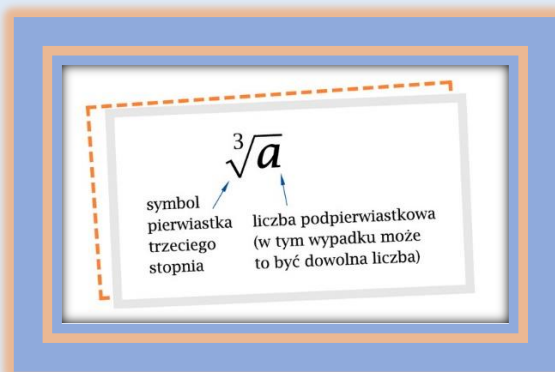 ∛a
symbol
pierwiastka
trzeciego
stopnia
liczba podpierwiastkowa
(w tym wypadku może
to być dowolna liczba)